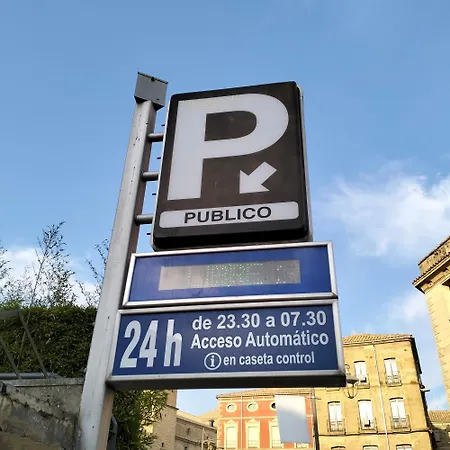 P
PUBLICO
24 h
de 23.30 a 07.30
Acceso Automático
i en caseta control